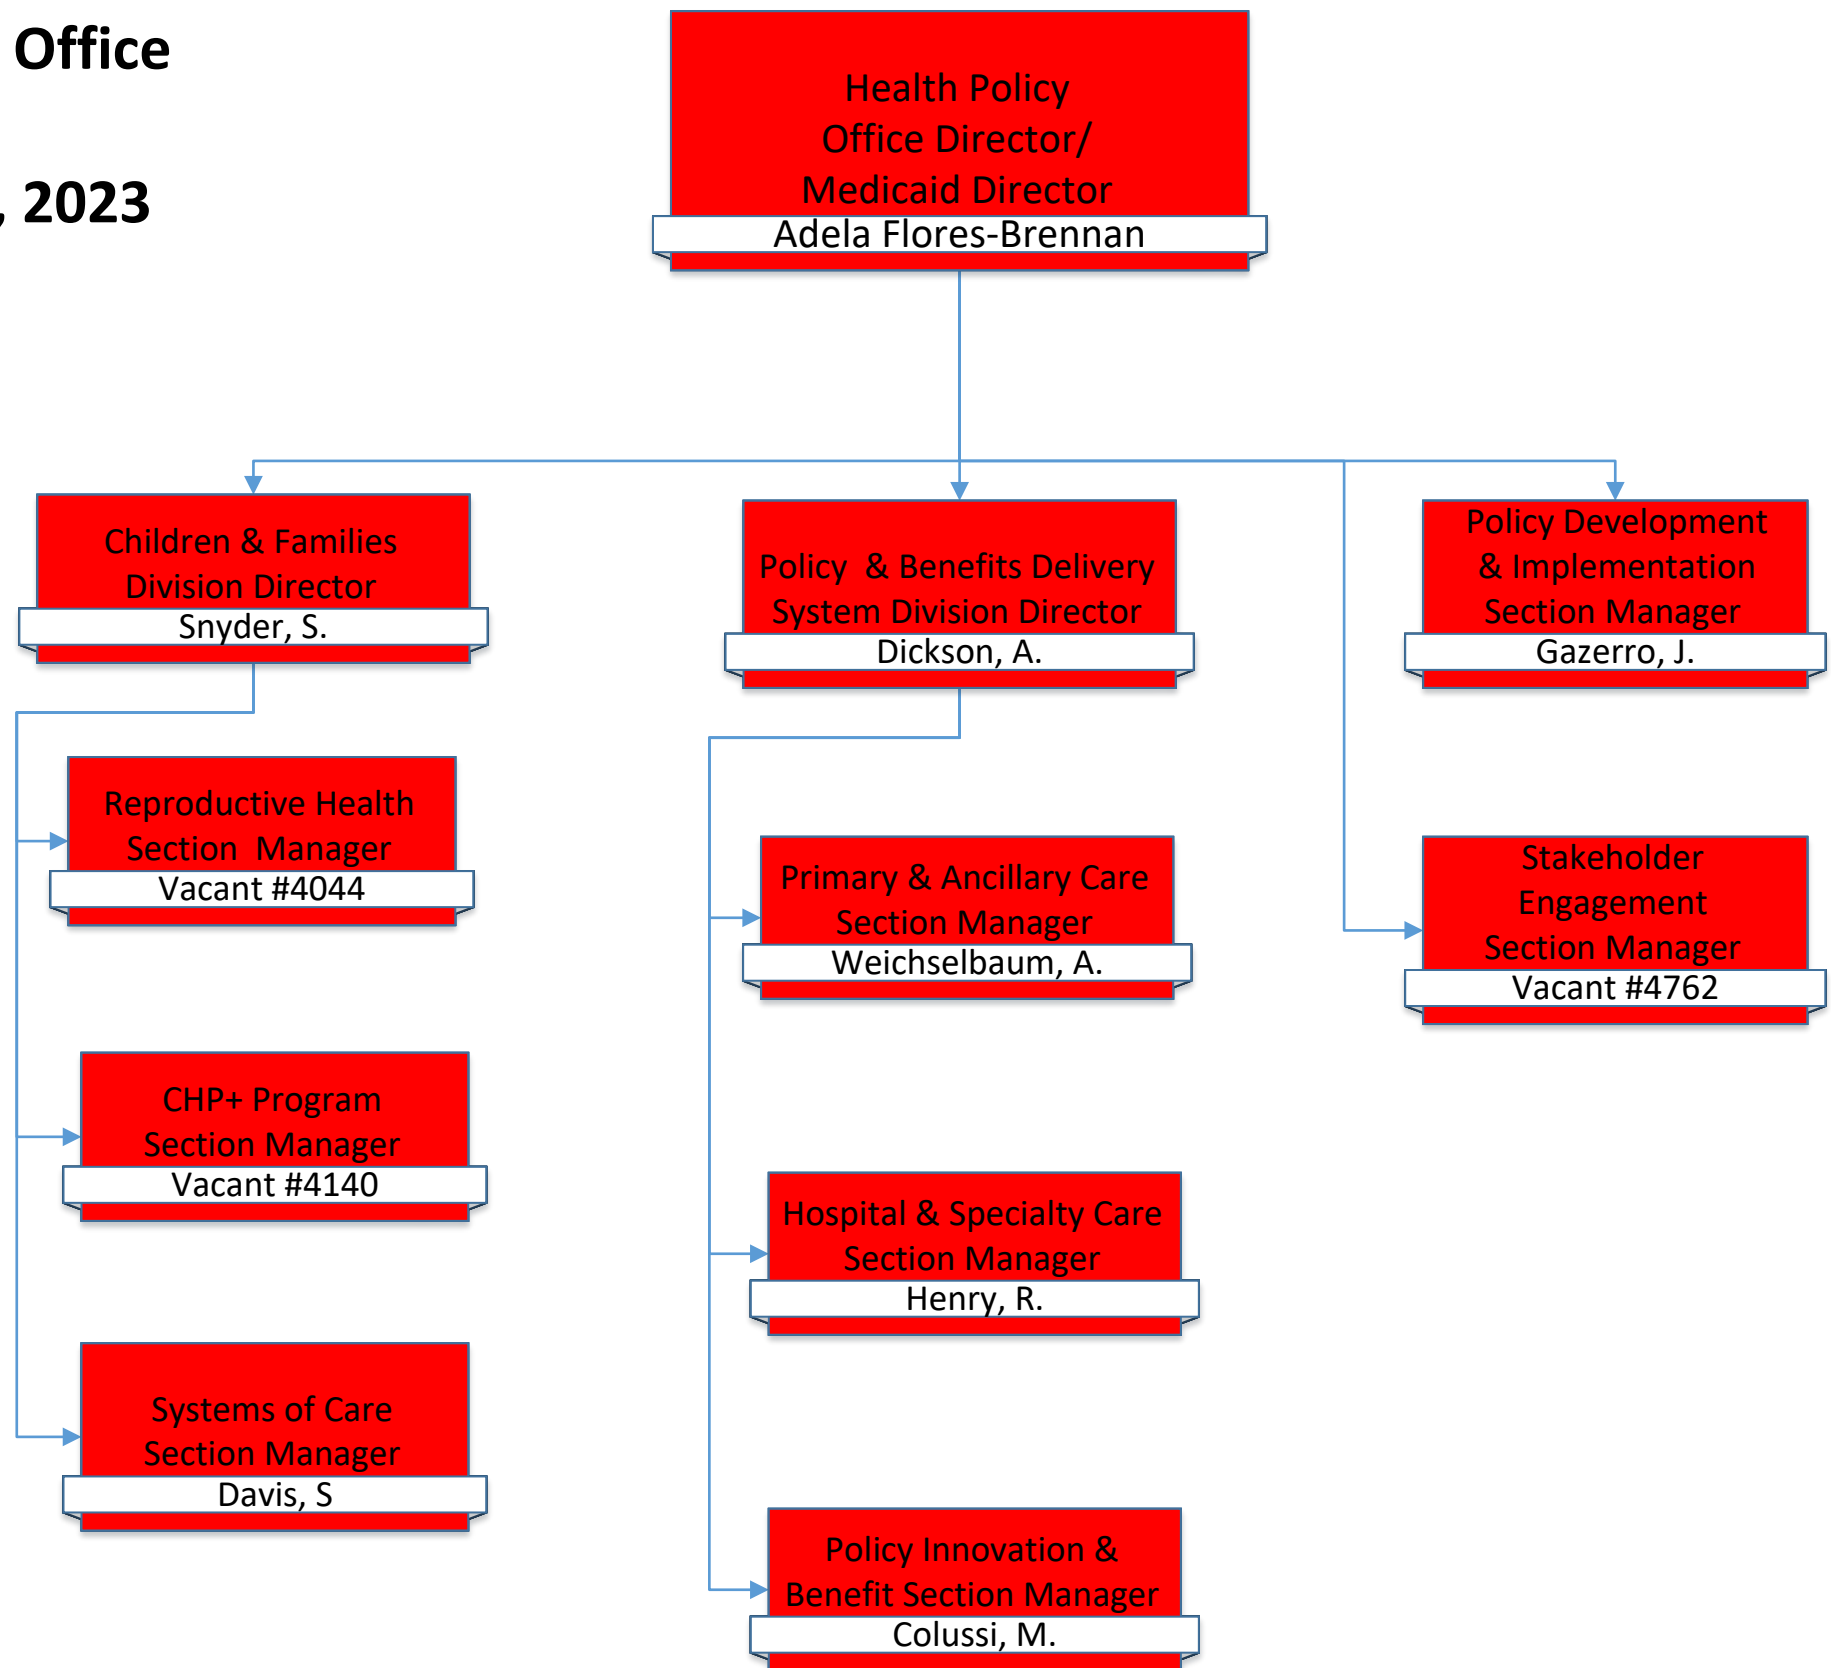 Office
, 2023
Health Policy
Office Director/
Medicaid Director
Adela Flores-Brennan
Children & Families
Division Director
Snyder, S.
Policy & Benefits Delivery
System Division Director
Dickson, A.
Policy Development
& Implementation
Section Manager
Gazerro, J.
Reproductive Health
Section Manager
Vacant #4044
Primary & Ancillary Care
Section Manager
Weichselbaum, A.
Stakeholder
Engagement
Section Manager
Vacant #4762
CHP+ Program
Section Manager
Vacant #4140
Hospital & Specialty Care
Section Manager
Henry, R.
Systems of Care
Section Manager
Davis, S
Policy Innovation &
Benefit Section Manager
Colussi, M.